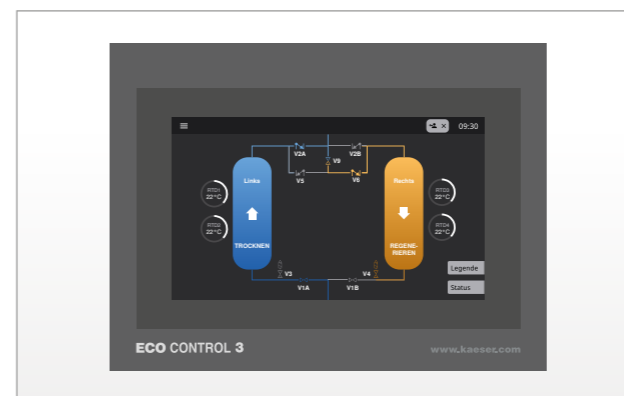 09:30
V2A
V2B
V9
V5
V6
Links
Rechts
RTD1
22°C
RTD2
22°C
RTD3
22°C
RTD4
22°C
TROCKNEN
REGENE-
RIEREN
V3
V4
V1A
V1B
Legende
Status
ECO CONTROL 3
www.kaeser.com